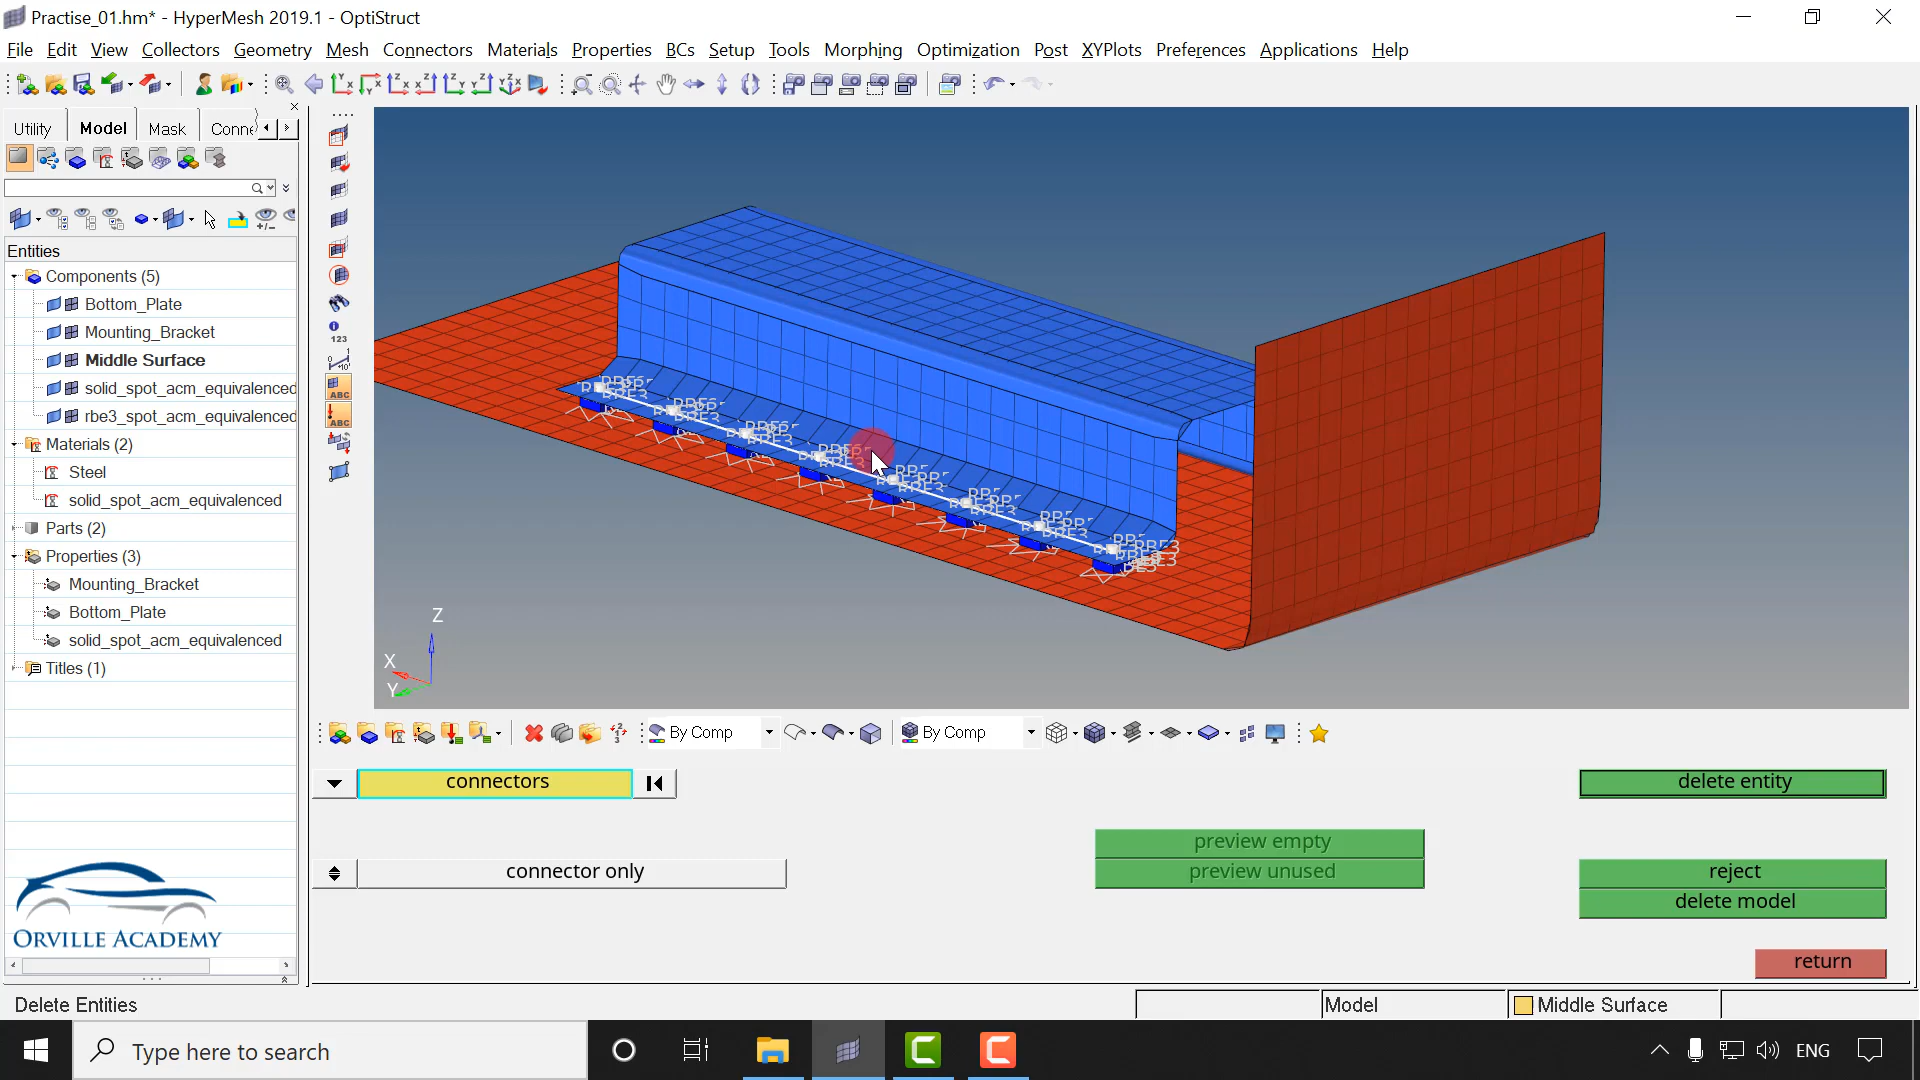 Practise_01.hm* - HyperMesh 2019.1 - OptiStruct
File Edit View Collectors Geometry Mesh Connectors Materials Properties BCs Setup Tools Morphing Optimization Post XYPlots Preferences Applications Help
Utility Model Mask Conne
Entities
Components (5)
Bottom_Plate
Mounting_Bracket
Middle Surface
solid_spot_acm_equivalenced
rbe3_spot_acm_equivalenced
Materials (2)
Steel
solid_spot_acm_equivalenced
Parts (2)
Properties (3)
Mounting_Bracket
Bottom_Plate
solid_spot_acm_equivalenced
Titles (1)
ORVILLE ACADEMY
123
ABC
ABC
Z
X
Y
By Comp
By Comp
connectors
delete entity
preview empty
connector only
preview unused
reject
delete model
return
Delete Entities
Model
Middle Surface
Type here to search
ENG